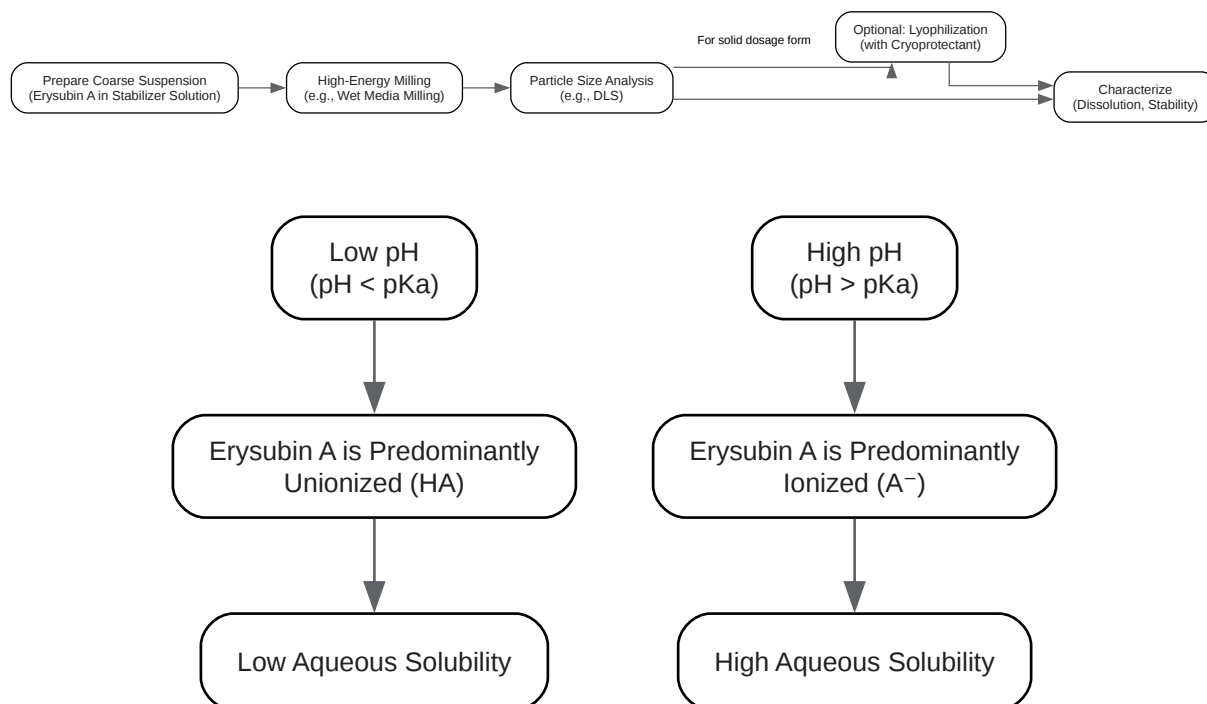 Prepare Coarse Suspension
(Erysubin A in Stabilizer Solution)
High-Energy Milling
(e.g., Wet Media Milling)
Particle Size Analysis
(e.g., DLS)
For solid dosage form
Optional: Lyophilization
(with Cryoprotectant)
Characterize
(Dissolution, Stability)
Low pH
(pH < pKa)
Erysubin A is Predominantly
Unionized (HA)
Low Aqueous Solubility
High pH
(pH > pKa)
Erysubin A is Predominantly
Ionized (A⁻)
High Aqueous Solubility